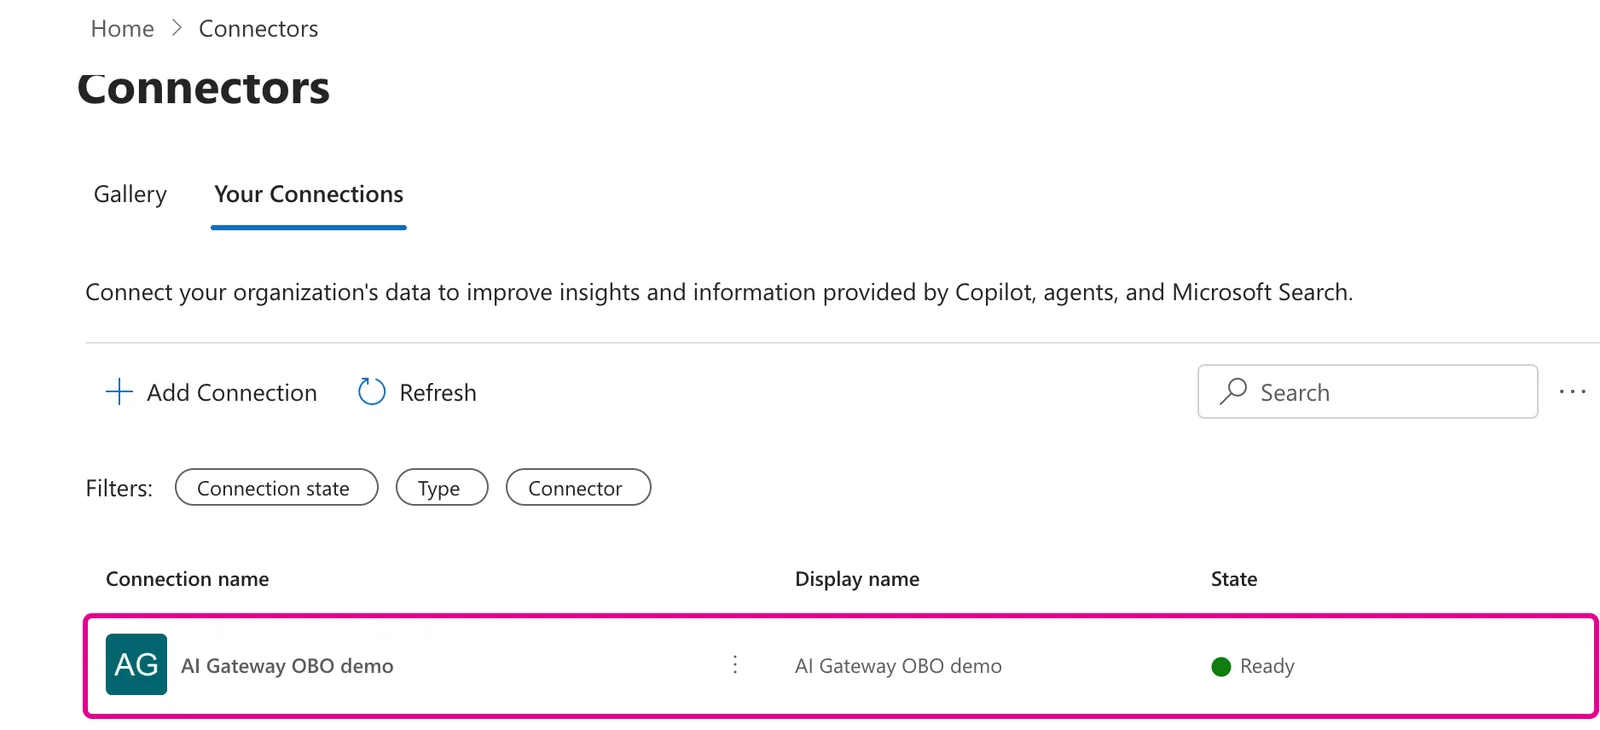 Home > Connectors
Connectors
Gallery Your Connections
Connect your organization's data to improve insights and information provided by Copilot, agents, and Microsoft Search.
Add Connection Refresh Search ...
Filters: Connection state Type Connector
Connection name Display name State
AG AI Gateway OBO demo AI Gateway OBO demo Ready